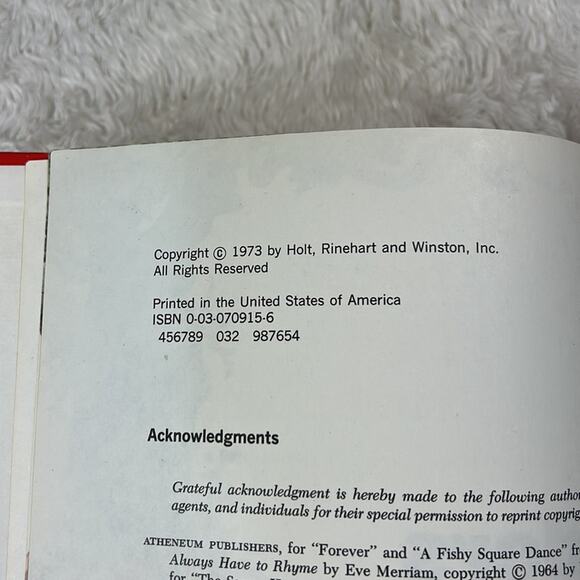 Copyright © 1973 by Holt, Rinehart and Winston, Inc.
All Rights Reserved
Printed in the United States of America
ISBN 0-03-070915-6
456789 032 987654
Acknowledgments
Grateful acknowledgment is hereby made to the following
agents, and individuals for their special permission to reprint
ATHENEUM PUBLISHERS, for "Forever" and "A Fishy Square Dance"
Always Have to Rhyme by Eve Merriam, copyright © 1964 by
for "The